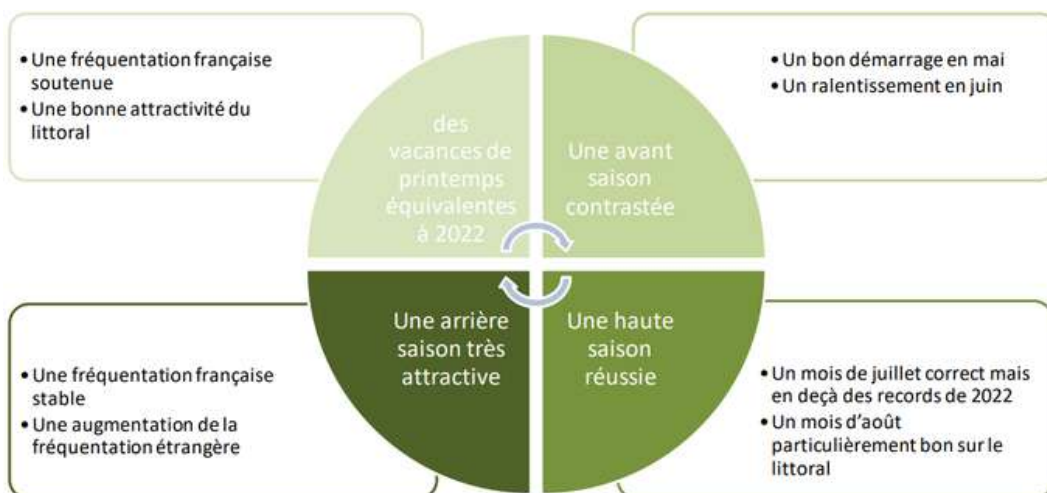 • Une fréquentation française
soutenue
• Une bonne attractivité du
littoral
des
vacances de
printemps
équivalentes
à 2022
Une avant
saison
contrastée
• Un bon démarrage en mai
• Un ralentissement en juin
• Une fréquentation française
stable
• Une augmentation de la
fréquentation étrangère
Une arrière
saison très
attractive
Une haute
saison
réussie
• Un mois de juillet correct mais
en deçà des records de 2022
• Un mois d’août
particulièrement bon sur le
littoral